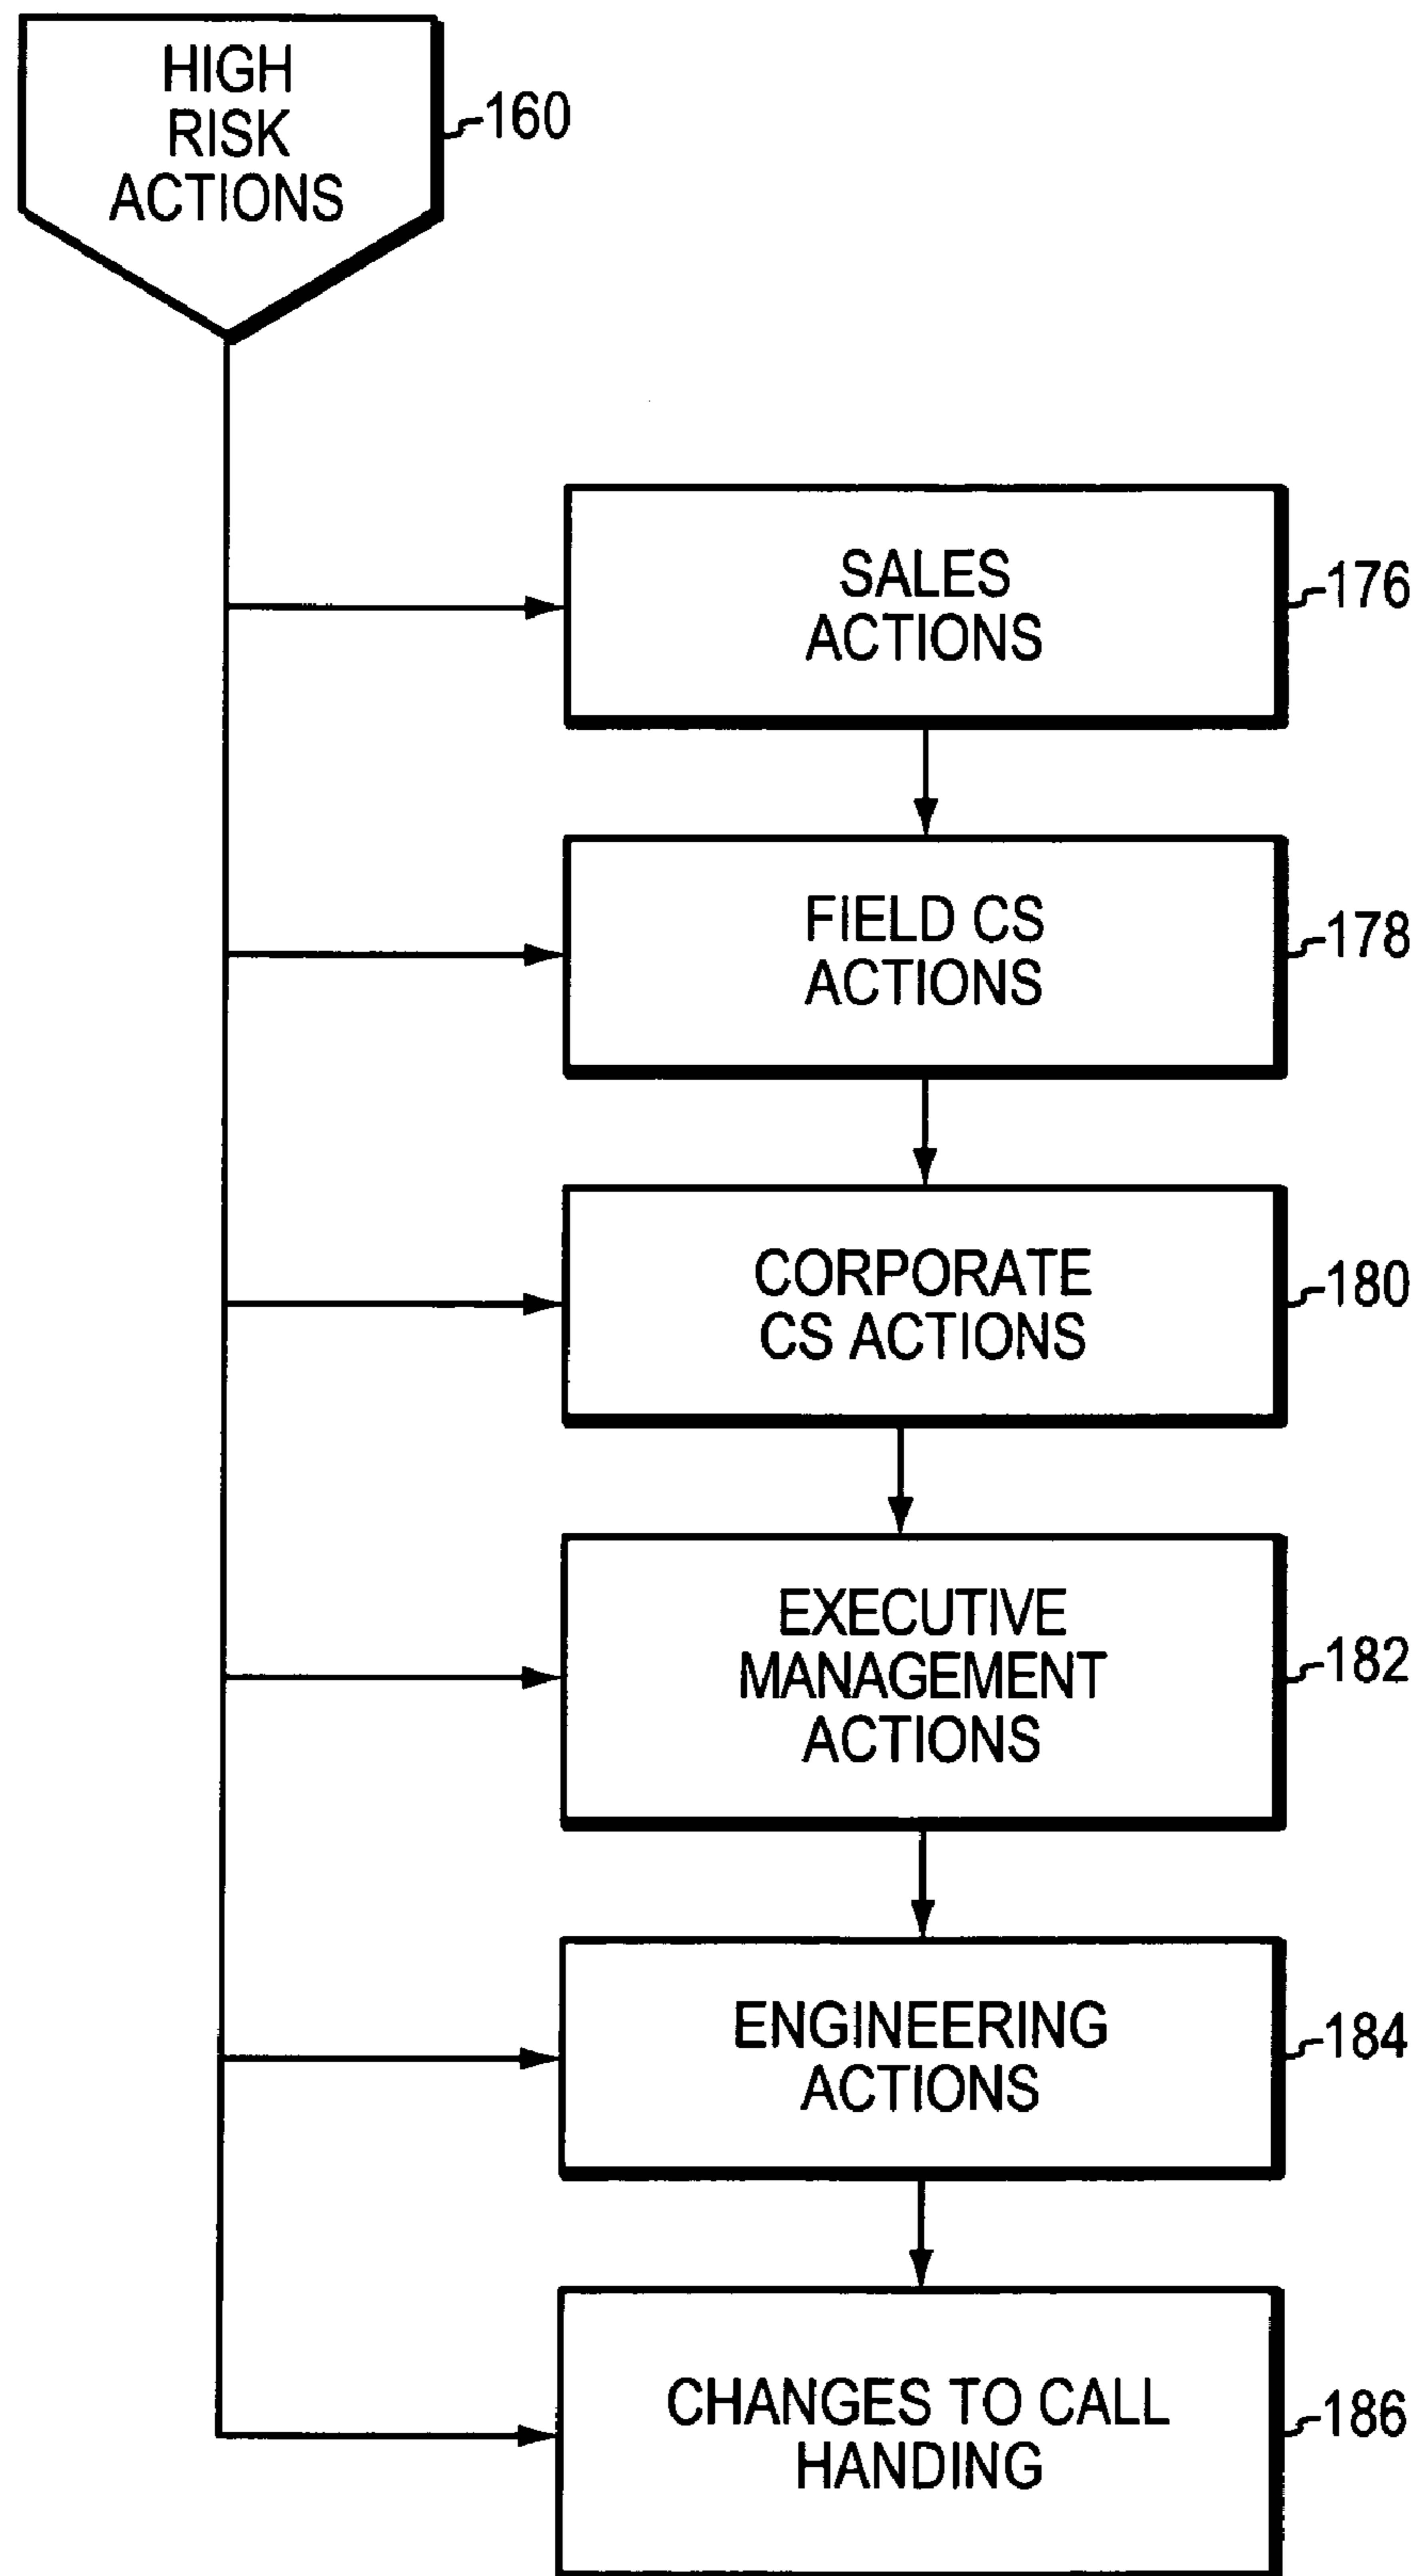 HIGH
RISK
ACTIONS
160
SALES
ACTIONS
176
FIELD CS
ACTIONS
178
CORPORATE
CS ACTIONS
180
EXECUTIVE
MANAGEMENT
ACTIONS
182
ENGINEERING
ACTIONS
184
CHANGES TO CALL
HANDING
186